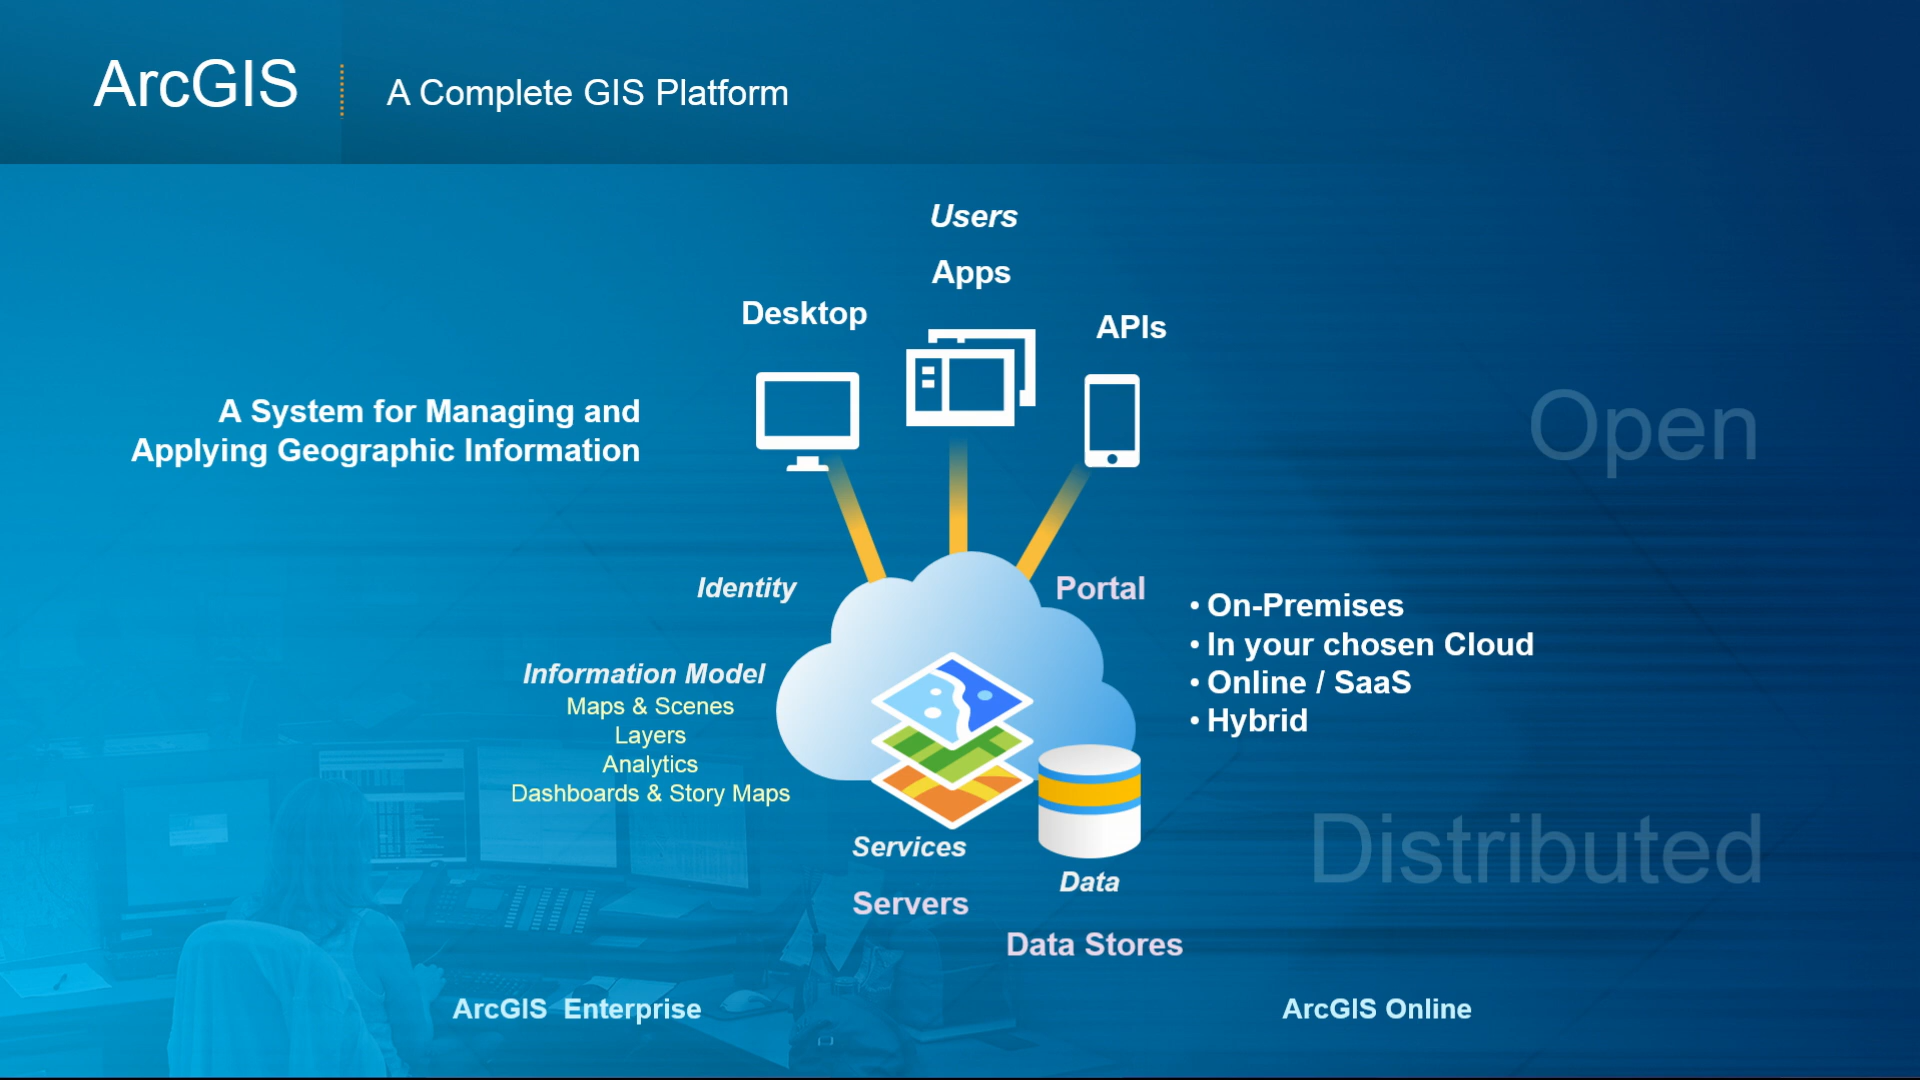 ArcGIS
A Complete GIS Platform
Users
Apps
Desktop
APIs
A System for Managing and
Applying Geographic Information
Open
Identity
Portal
• On-Premises
• In your chosen Cloud
• Online / SaaS
• Hybrid
Information Model
Maps & Scenes
Layers
Analytics
Dashboards & Story Maps
Services
Servers
Data
Data Stores
Distributed
ArcGIS Enterprise
ArcGIS Online